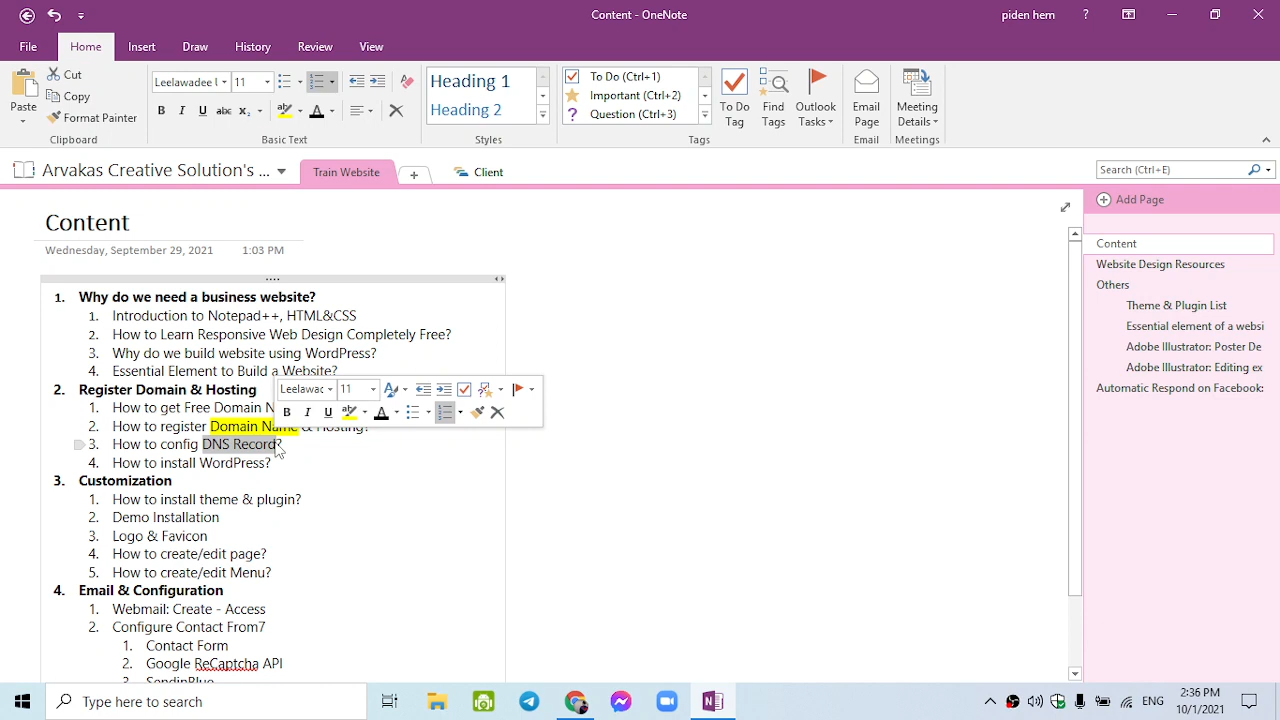 Content - OneNote
piden hern
?
File
Home
Insert
Draw
History
Review
View
Paste
Cut
Copy
Format Painter
Clipboard
Leelawadee
11
B I U abc x₂ A
Basic Text
Heading 1
Heading 2
Styles
To Do (Ctrl+1)
Important (Ctrl+2)
? Question (Ctrl+3)
Tags
To Do
Tag
Find
Tags
Outlook
Tasks
Email
Page
Email
Meeting
Details
Meetings
Arvakas Creative Solution's ...
Train Website
Client
Search (Ctrl+E)
Add Page
Content
Wednesday, September 29, 2021 1:03 PM
1. Why do we need a business website?
1. Introduction to Notepad++, HTML&CSS
2. How to Learn Responsive Web Design Completely Free?
3. Why do we build website using WordPress?
4. Essential Element to Build a Website?
2. Register Domain & Hosting
1. How to get Free Domain N
2. How to register Domain Name & Hosting?
3. How to config DNS Record?
4. How to install WordPress?
3. Customization
1. How to install theme & plugin?
2. Demo Installation
3. Logo & Favicon
4. How to create/edit page?
5. How to create/edit Menu?
4. Email & Configuration
1. Webmail: Create - Access
2. Configure Contact From7
1. Contact Form
2. Google ReCaptcha API
3. SendinBlue
Leelawac 11
B I U A
Content
Website Design Resources
Others
Theme & Plugin List
Essential element of a websi
Adobe Illustrator: Poster De
Adobe Illustrator: Editing ex
Automatic Respond on Facebook:
Type here to search
ENG
2:36 PM
10/1/2021